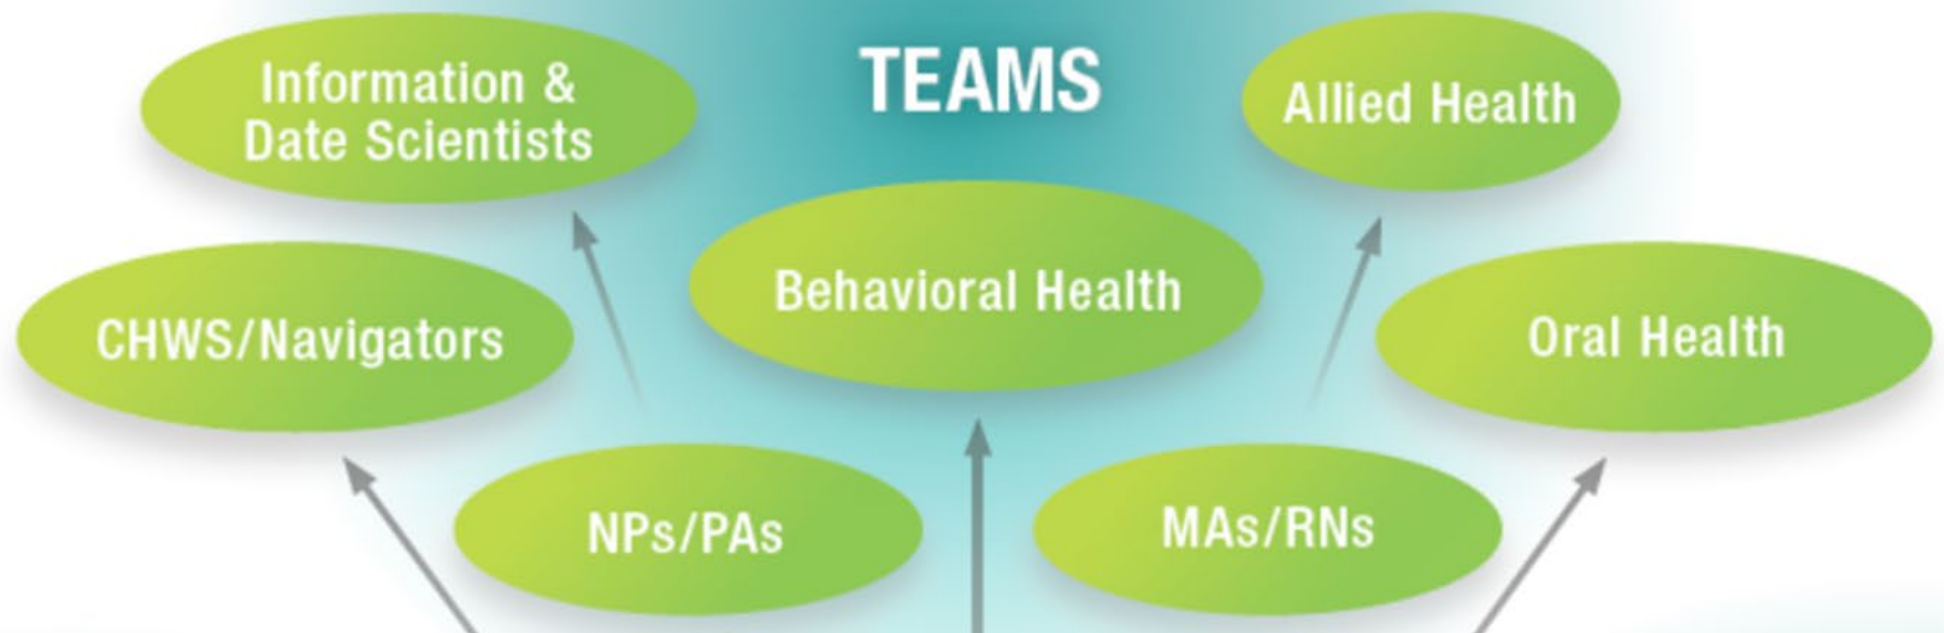 TEAMS
Information &
Date Scientists
Allied Health
Behavioral Health
CHWS/Navigators
Oral Health
NPs/PAs
MAs/RNs